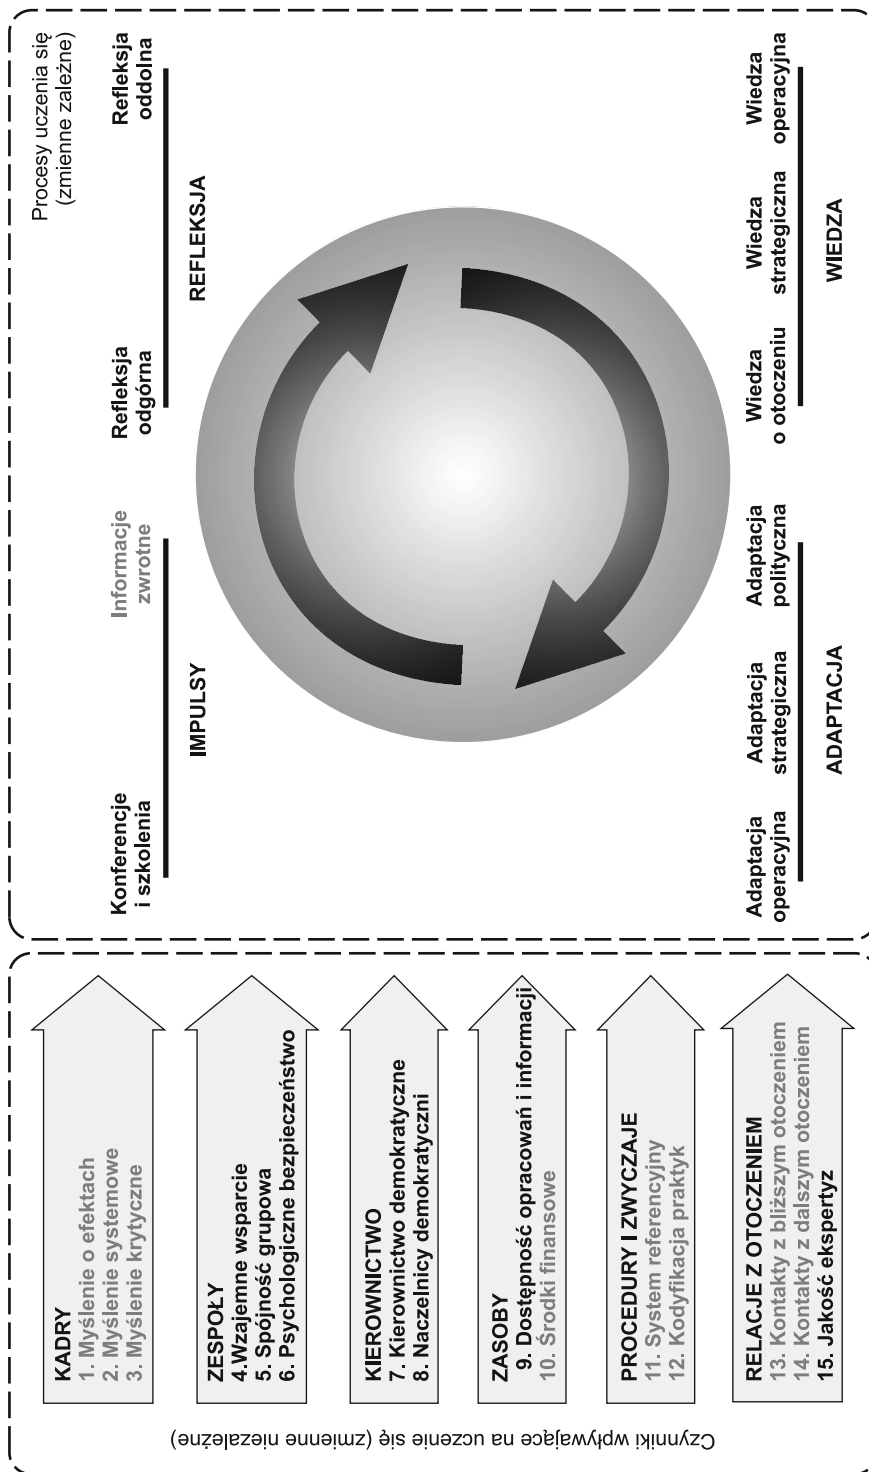 Czynniki wpływające na uczenie się (zmienne niezależne)
KADRY
1. Myślenie o efektach
2. Myślenie systemowe
3. Myślenie krytyczne
ZESPOŁY
4.Wzajemne wsparcie
5. Spójność grupowa
6. Psychologiczne bezpieczeństwo
KIEROWNICTWO
7. Kierownictwo demokratyczne
8. Naczelnicy demokratyczni
ZASOBY
9. Dostępność opracowań i informacji
10. Środki finansowe
PROCEDURY I ZWYCZAJE
11. System referencyjny
12. Kodyfikacja praktyk
RELACJE Z OTOCZENIEM
13. Kontakty z bliższym otoczeniem
14. Kontakty z dalszym otoczeniem
15. Jakość ekspertyz
Procesy uczenia się
(zmienne zależne)
Konferencje
i szkolenia
Informacje
zwrotne
IMPULSY
Refleksja
odgórna
Refleksja
oddolna
REFLEKSJA
Adaptacja
operacyjna
Adaptacja
strategiczna
Adaptacja
polityczna
ADAPTACJA
Wiedza
o otoczeniu
Wiedza
strategiczna
Wiedza
operacyjna
WIEDZA